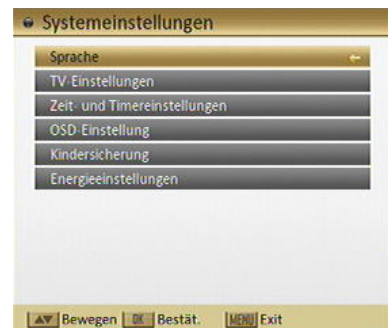 Systemeinstellungen
Sprache
TV-Einstellungen
Zeit- und Timereinstellungen
OSD-Einstellung
Kindersicherung
Energieeinstellungen
▲▼ Bewegen OK Bestät. MENU Exit